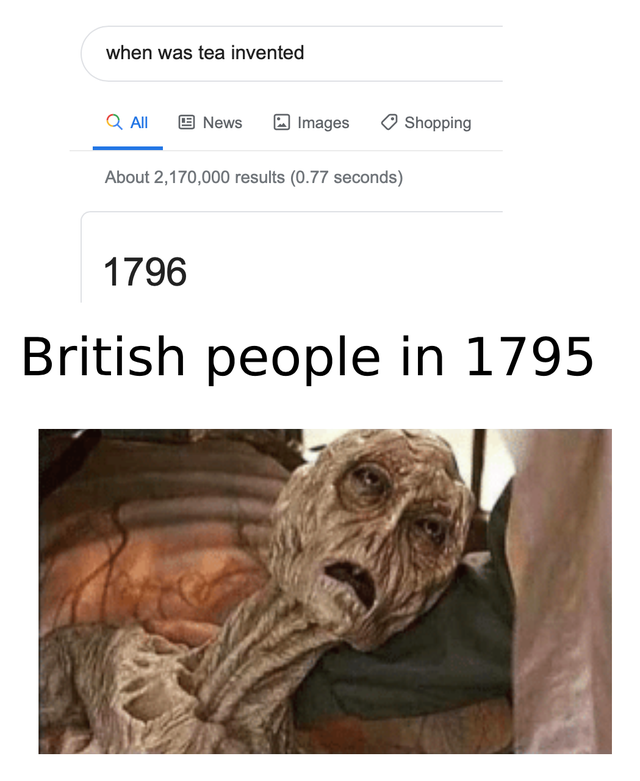 when was tea invented
All News Images Shopping
About 2,170,000 results (0.77 seconds)
1796
British people in 1795